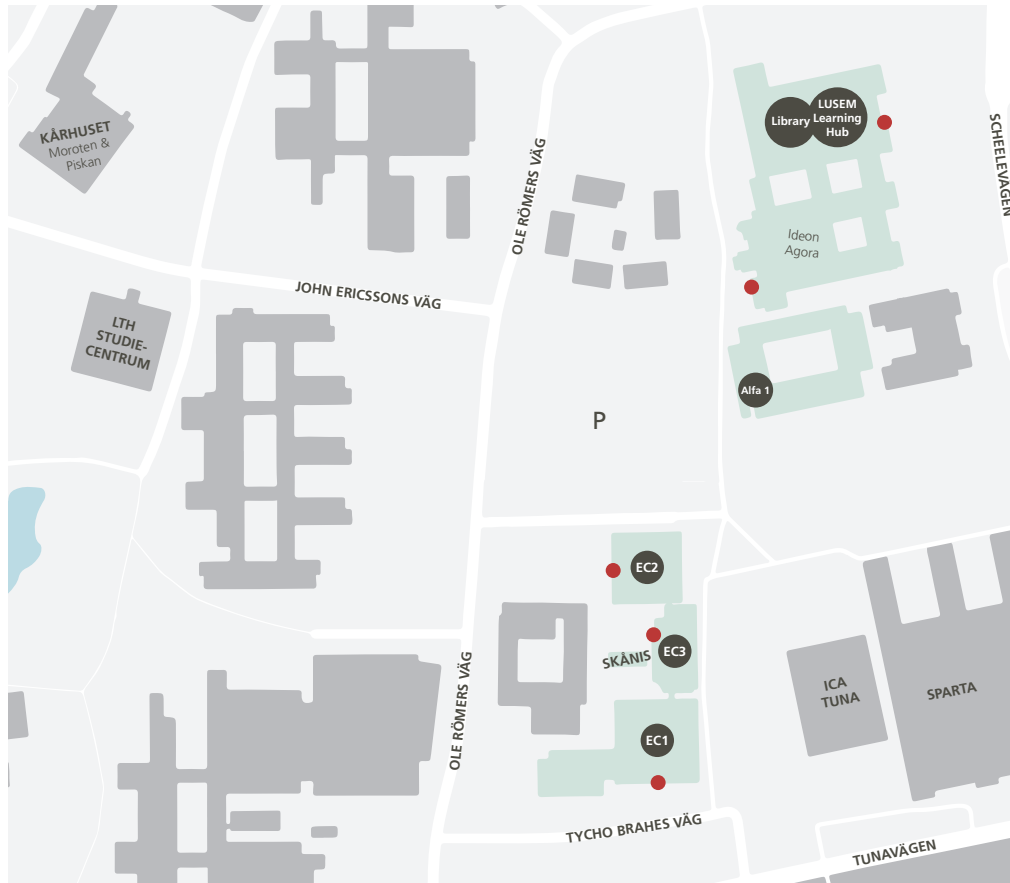 KÅRHUSET
Moroten &
Piskan
LUSEM
Learning
Hub
Library
SCHEELEVÄGEN
OLE RÖMERS VÄG
Ideon
Agora
JOHN ERICSSONS VÄG
LTH
STUDIE-
CENTRUM
Alfa 1
P
EC2
SKÅNIS
EC3
ICA
TUNA
SPARTA
OLE RÖMERS VÄG
EC1
TYCHO BRAHES VÄG
TUNAVÄGEN